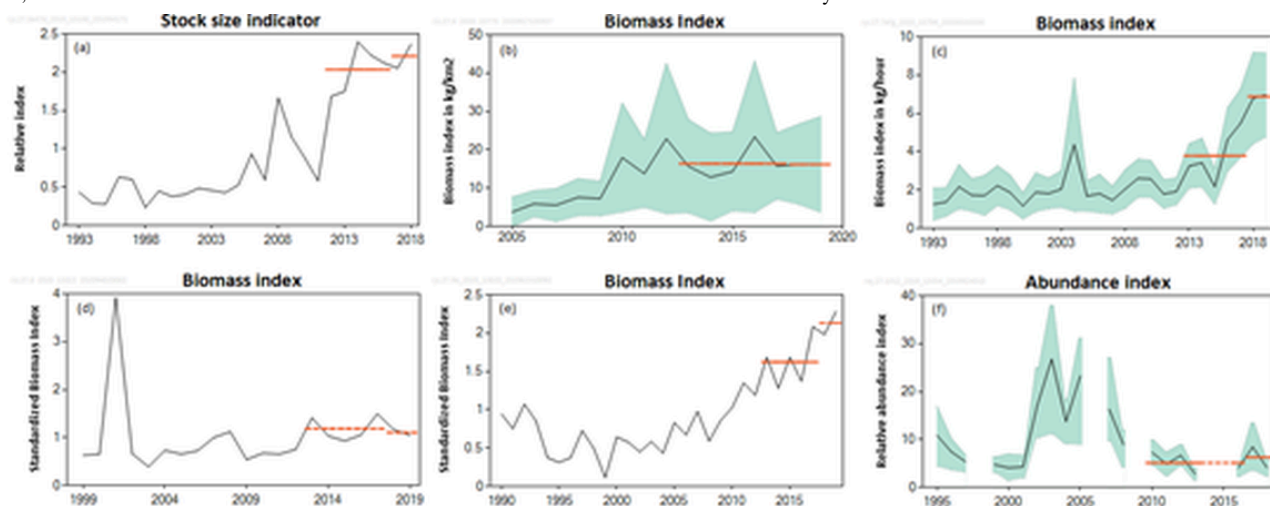 Stock size indicator
(a)
Relative index
2.5
2
1.5
1
0.5
0
1993 1998 2003 2008 2013 2018
Biomass Index
(b)
Biomass Index in kg/km2
50
40
30
20
10
0
2005 2010 2015 2020
Biomass index
(c)
Biomass index in kg/hour
10
8
6
4
2
0
1993 1998 2003 2008 2013 2018
Biomass index
(d)
Standardized Biomass Index
4
3
2
1
0
1999 2004 2009 2014 2019
Biomass Index
(e)
Standardized Biomass Index
2.5
2
1.5
1
0.5
0
1990 1995 2000 2005 2010 2015
Abundance index
(f)
Relative abundance index
40
30
20
10
0
1995 2000 2005 2010 2015